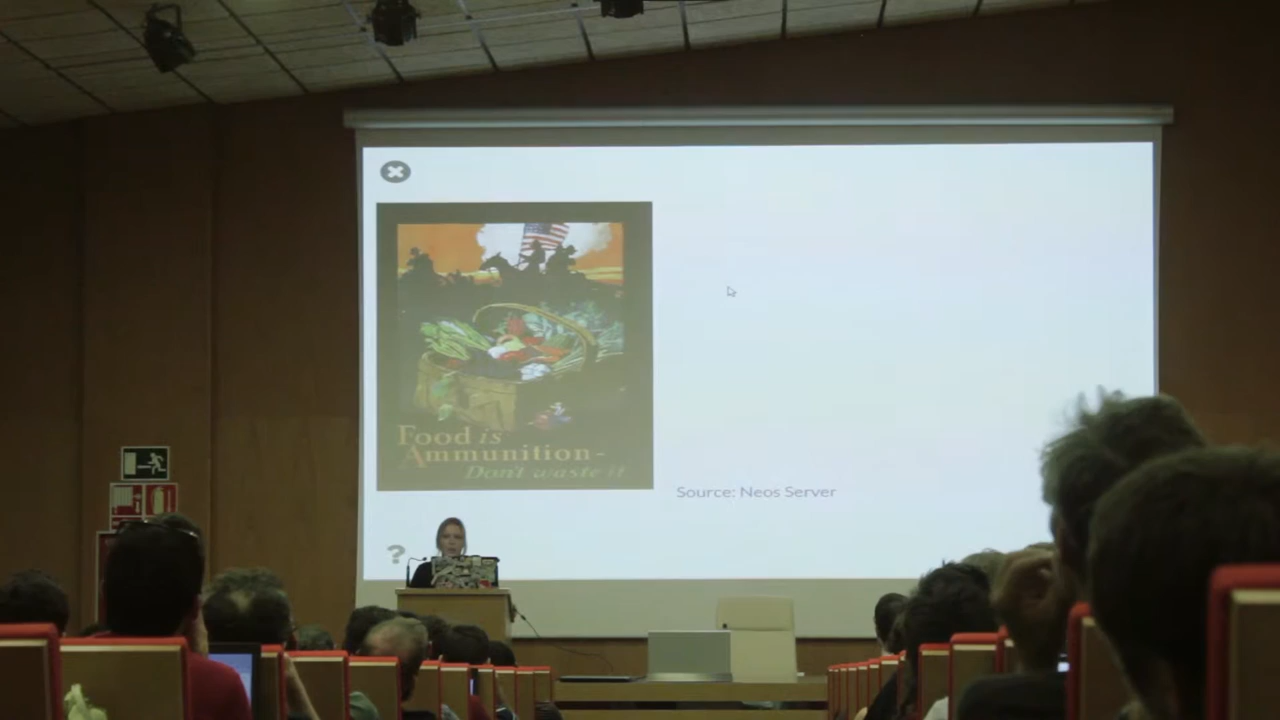 Food is
Ammunition-
Don't waste it
Source: Neos Server
?